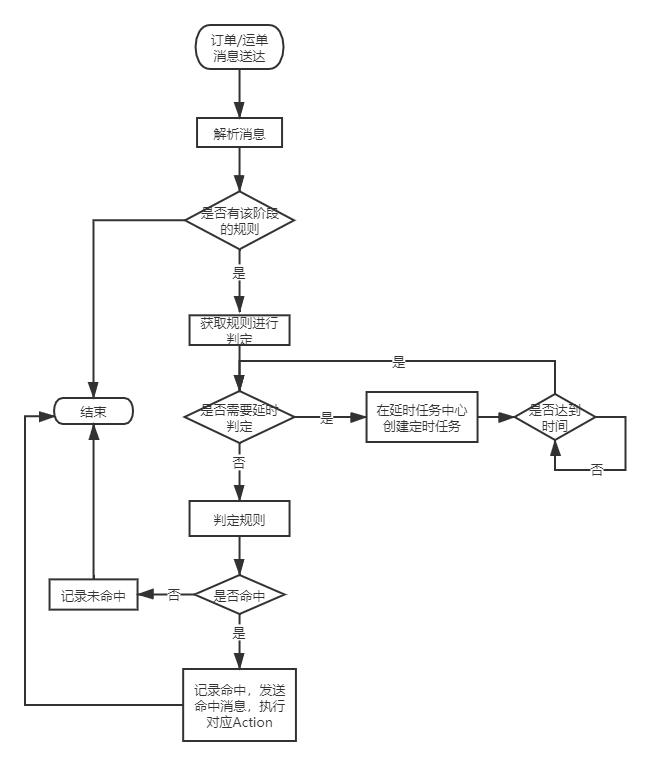 订单/运单
消息送达
解析消息
是否有该阶段
的规则
是
获取规则进行
判定
是
是否需要延时
判定
是
在延时任务中心
创建定时任务
是否达到
时间
否
结束
否
判定规则
是否命中
否
记录未命中
是
记录命中，发送
命中消息，执行
对应Action